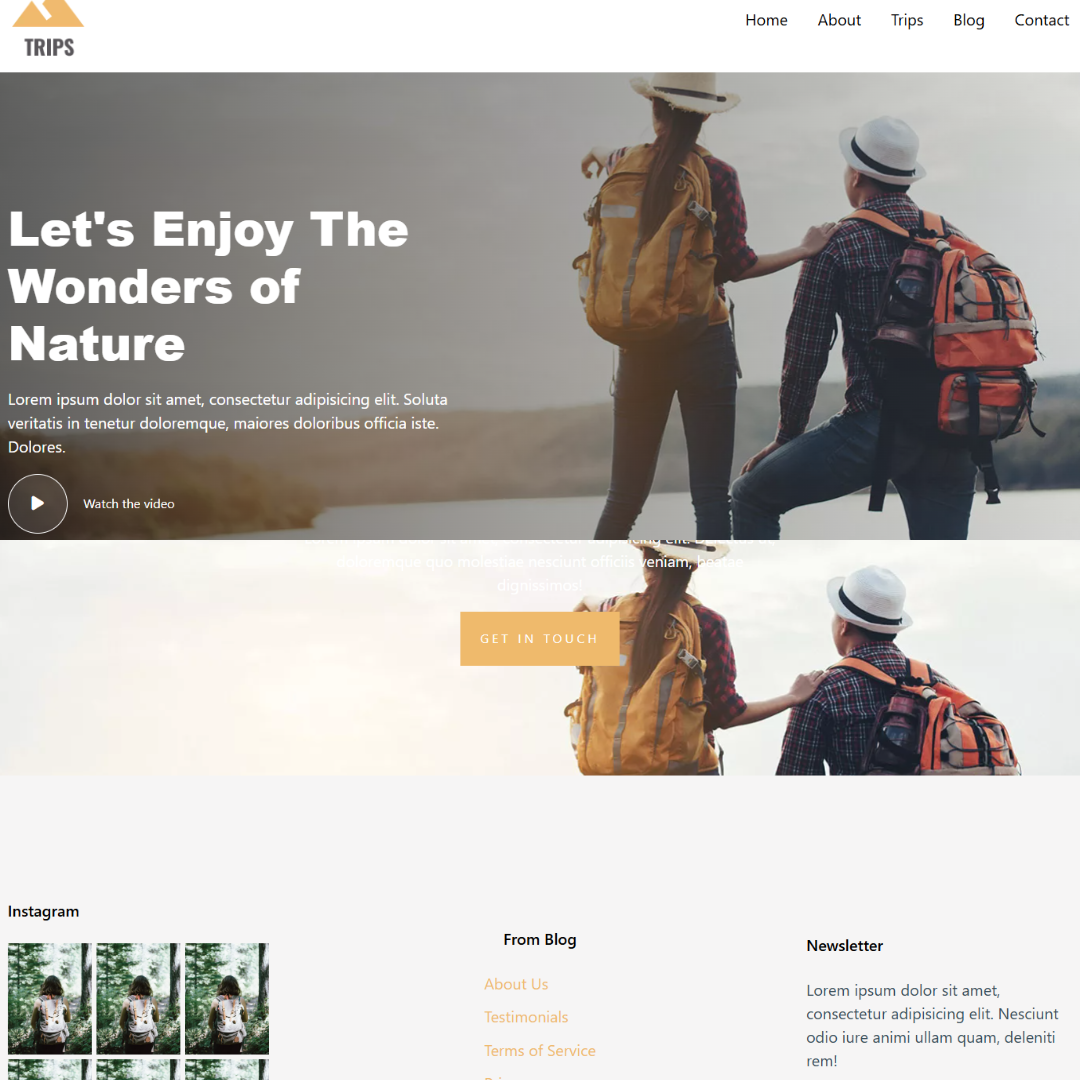 TRIPS
Home About Trips Blog Contact
Let's Enjoy The
Wonders of
Nature
Lorem ipsum dolor sit amet, consectetur adipisicing elit. Soluta
veritatis in tenetur doloremque, maiores doloribus officia iste.
Dolores.
Watch the video
doloremque quo molestiae nesciunt officiis veniam, beatae
dignissimos!
GET IN TOUCH
Instagram
From Blog
About Us
Testimonials
Terms of Service
Newsletter
Lorem ipsum dolor sit amet,
consectetur adipisicing elit. Nesciunt
odio iure animi ullam quam, deleniti
rem!